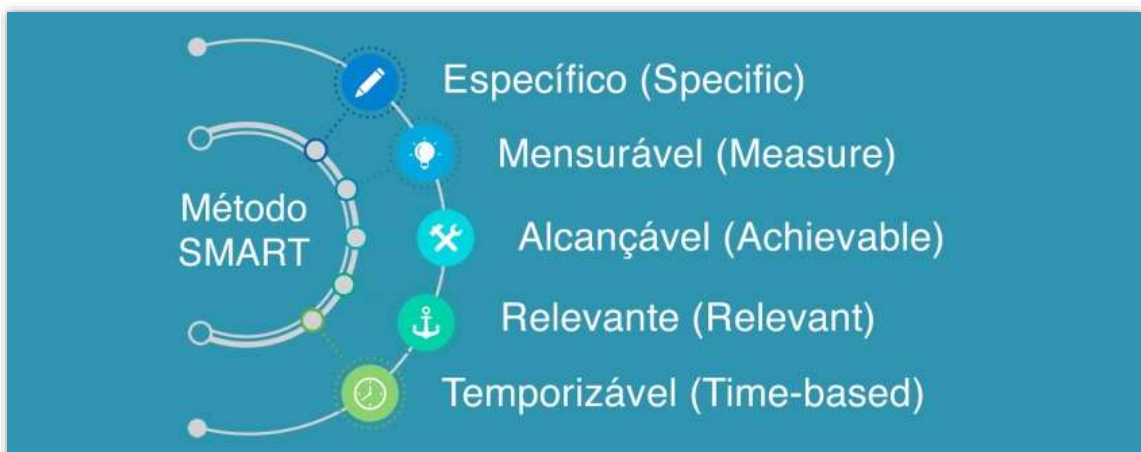 Específico (Specific)
Mensurável (Measure)
Método
SMART
Alcançável (Achievable)
Relevante (Relevant)
Temporizável (Time-based)